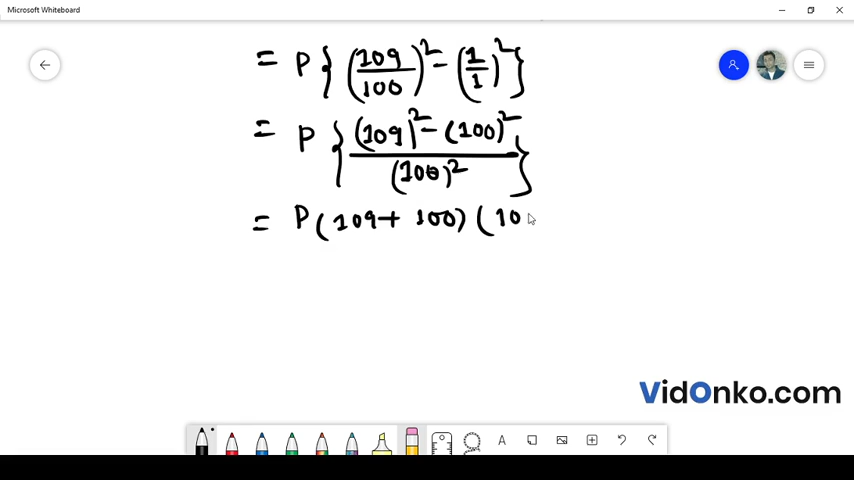 Microsoft Whiteboard
= P{(109/100)² - (1/1)²}
= P{((109)² - (100)²)/(100)²}
= P(109+100)(10
VidOnko.com